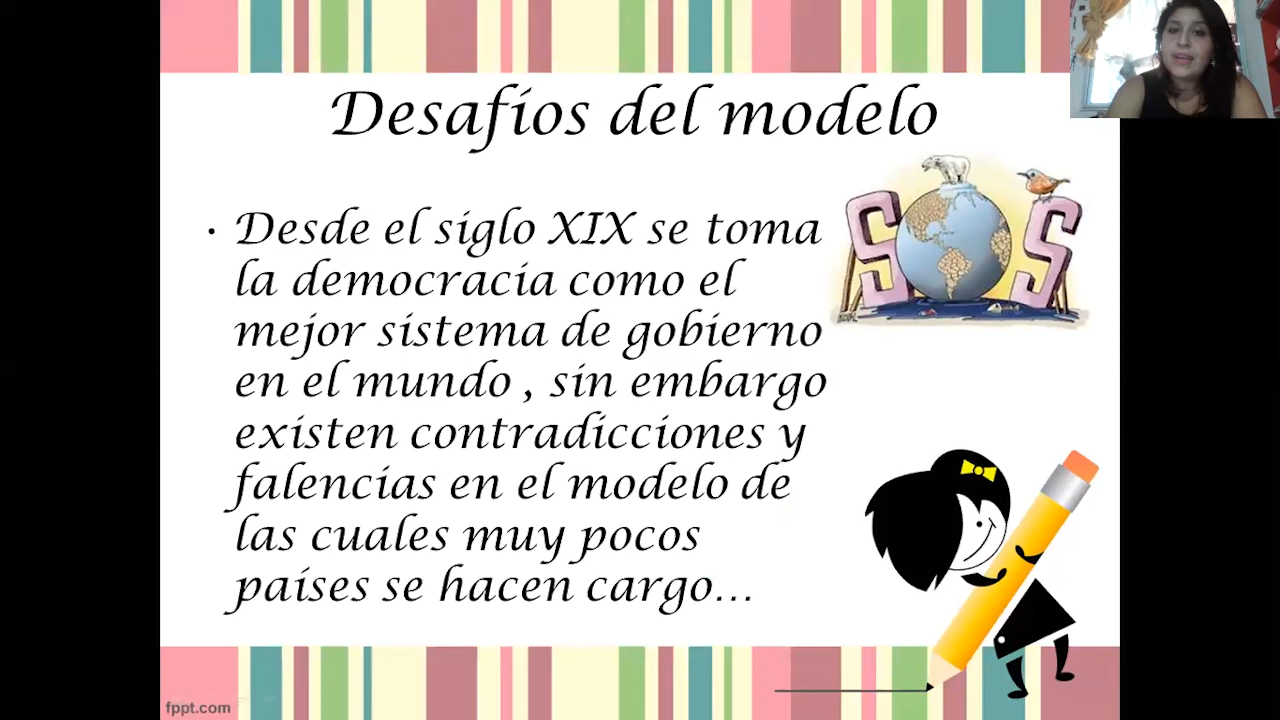 Desafíos del modelo
SOS
• Desde el siglo XIX se toma
la democracia como el
mejor sistema de gobierno
en el mundo , sin embargo
existen contradicciones y
falencias en el modelo de
las cuales muy pocos
países se hacen cargo...
fppt.com